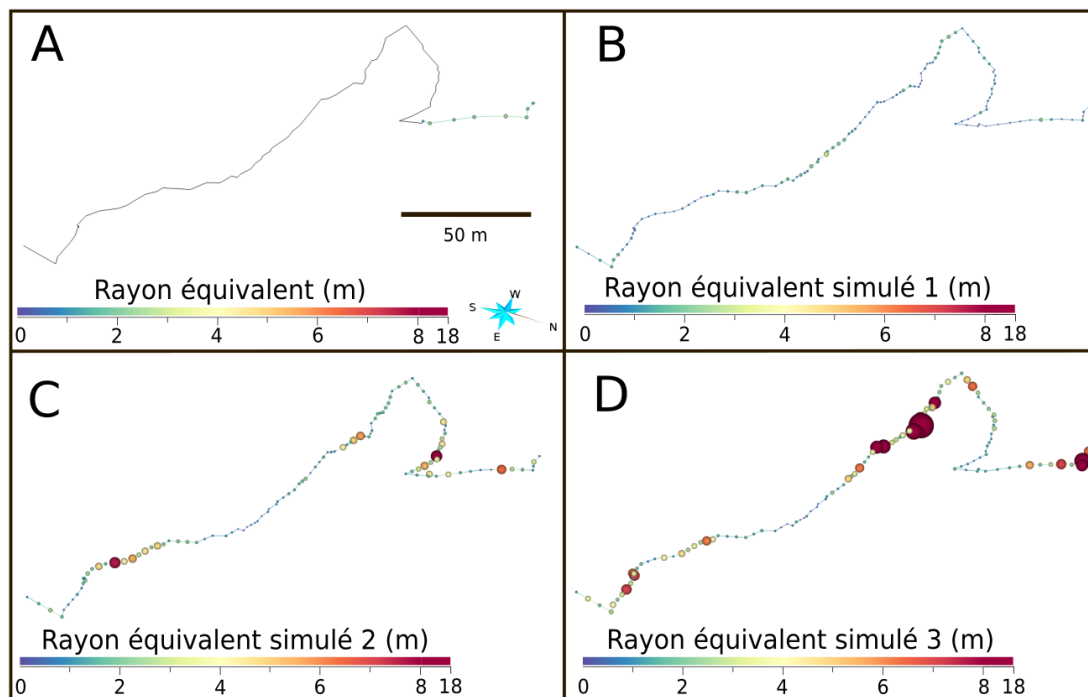 A
50 m
Rayon équivalent (m)
0 2 4 6 8 18
S W N E
B
Rayon équivalent simulé 1 (m)
0 2 4 6 8 18
C
Rayon équivalent simulé 2 (m)
0 2 4 6 8 18
D
Rayon équivalent simulé 3 (m)
0 2 4 6 8 18